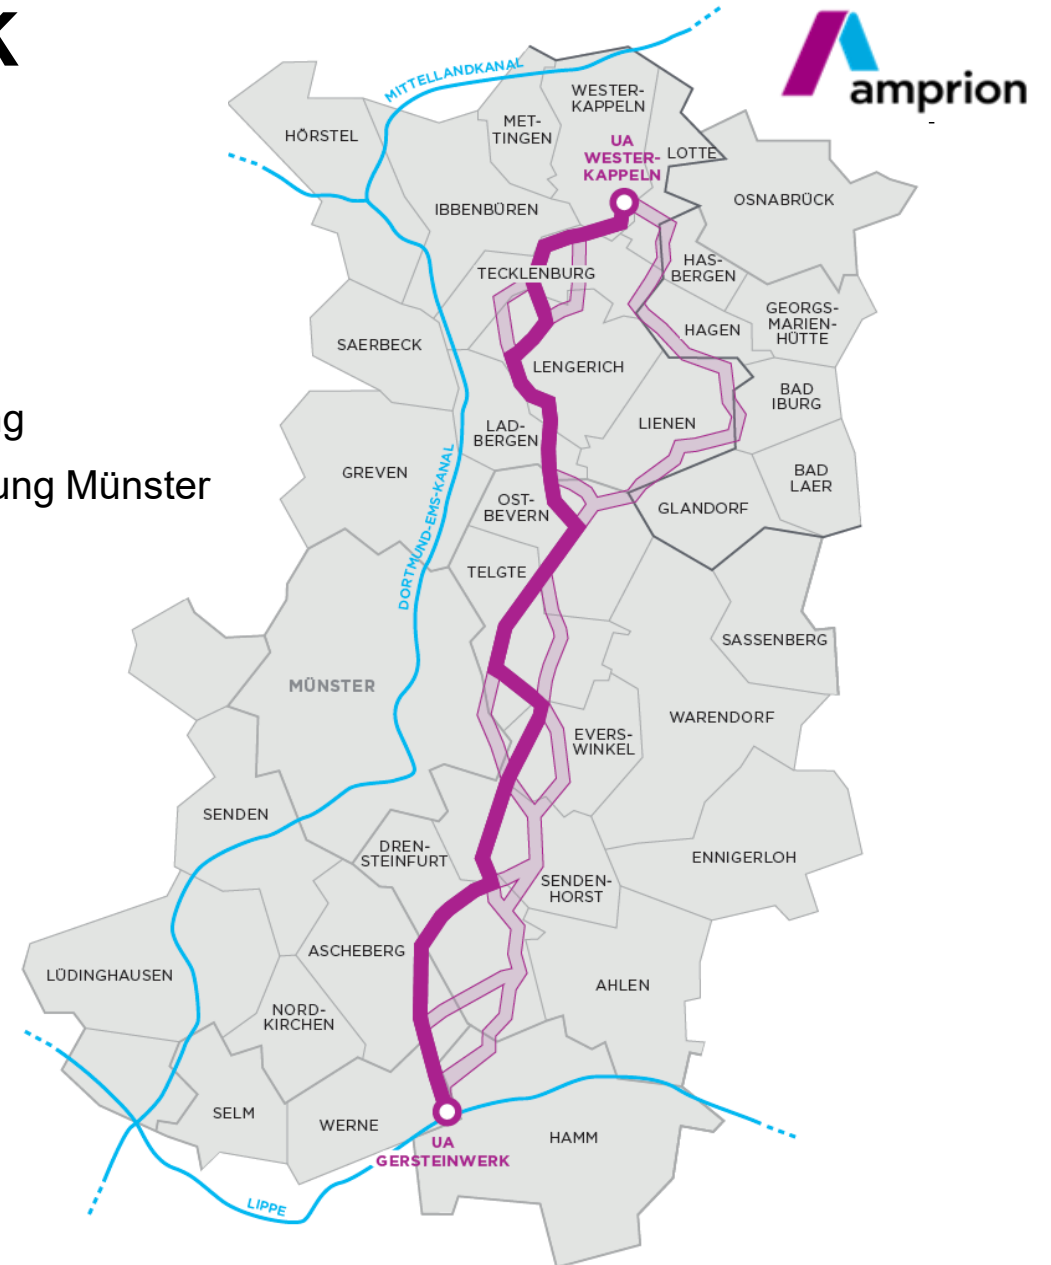 K
amprion
MITTELLANDKANAL
WESTER-
KAPPELN
MET-
TINGEN
HÖRSTEL
UA
WESTER-
KAPPELN
LOTTE
OSNABRÜCK
IBBENBÜREN
HAS-
BERGEN
TECKLENBURG
GEORGS-
MARIEN-
HÜTTE
HAGEN
SAERBECK
LENGERICH
BAD
IBURG
ng
LIENEN
LAD-
BERGEN
GREVEN
BAD
LAER
ung Münster
OST-
BEVERN
GLANDORF
DORTMUND-EMS-KANAL
TELGTE
SASSENBERG
MÜNSTER
WARENDORF
EVERS-
WINKEL
SENDEN
DREN-
STEINFURT
ENNIGERLOH
SENDEN-
HORST
ASCHEBERG
LÜDINGHAUSEN
AHLEN
NORD-
KIRCHEN
SELM
WERNE
HAMM
UA
GERSTEINWERK
LIPPE